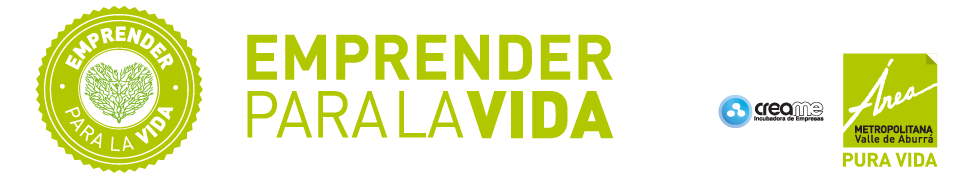 EMPRENDER
PARA LA VIDA
EMPRENDER
PARA LA VIDA
creame
Incubadora de Empresas
Área
METROPOLITANA
Valle de Aburrá
PURA VIDA